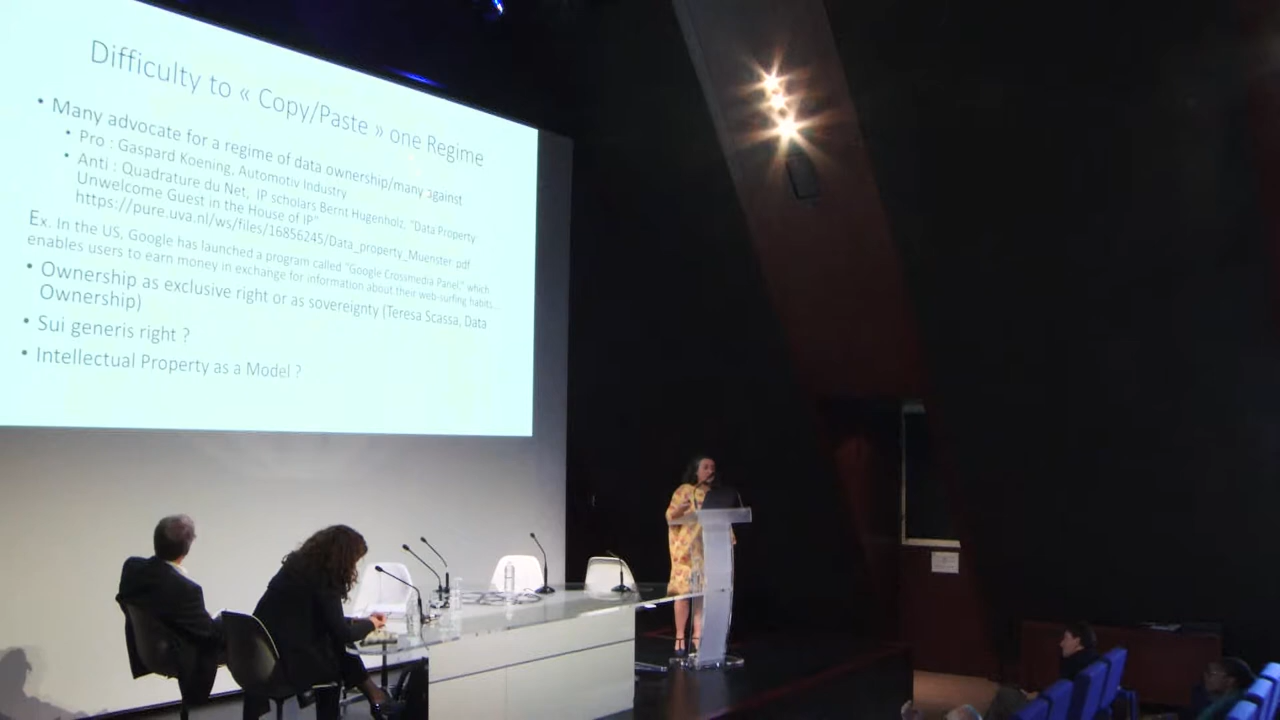 Difficulty to « Copy/Paste » one Regime
• Many advocate for a regime of data ownership/many against
• Pro : Gaspard Koening, Automotiv Industry
• Anti : Quadrature du Net, IP scholars Bernt Hugenholz, "Data Property
Unwelcome Guest in the House of IP"
https://pure.uva.nl/ws/files/16856245/Data_property_Muenster.pdf
Ex. In the US, Google has launched a program called "Google Crossmedia Panel," which
enables users to earn money in exchange for information about their web-surfing habits...
• Ownership as exclusive right or as sovereignty (Teresa Scassa, Data
Ownership)
• Sui generis right ?
• Intellectual Property as a Model ?